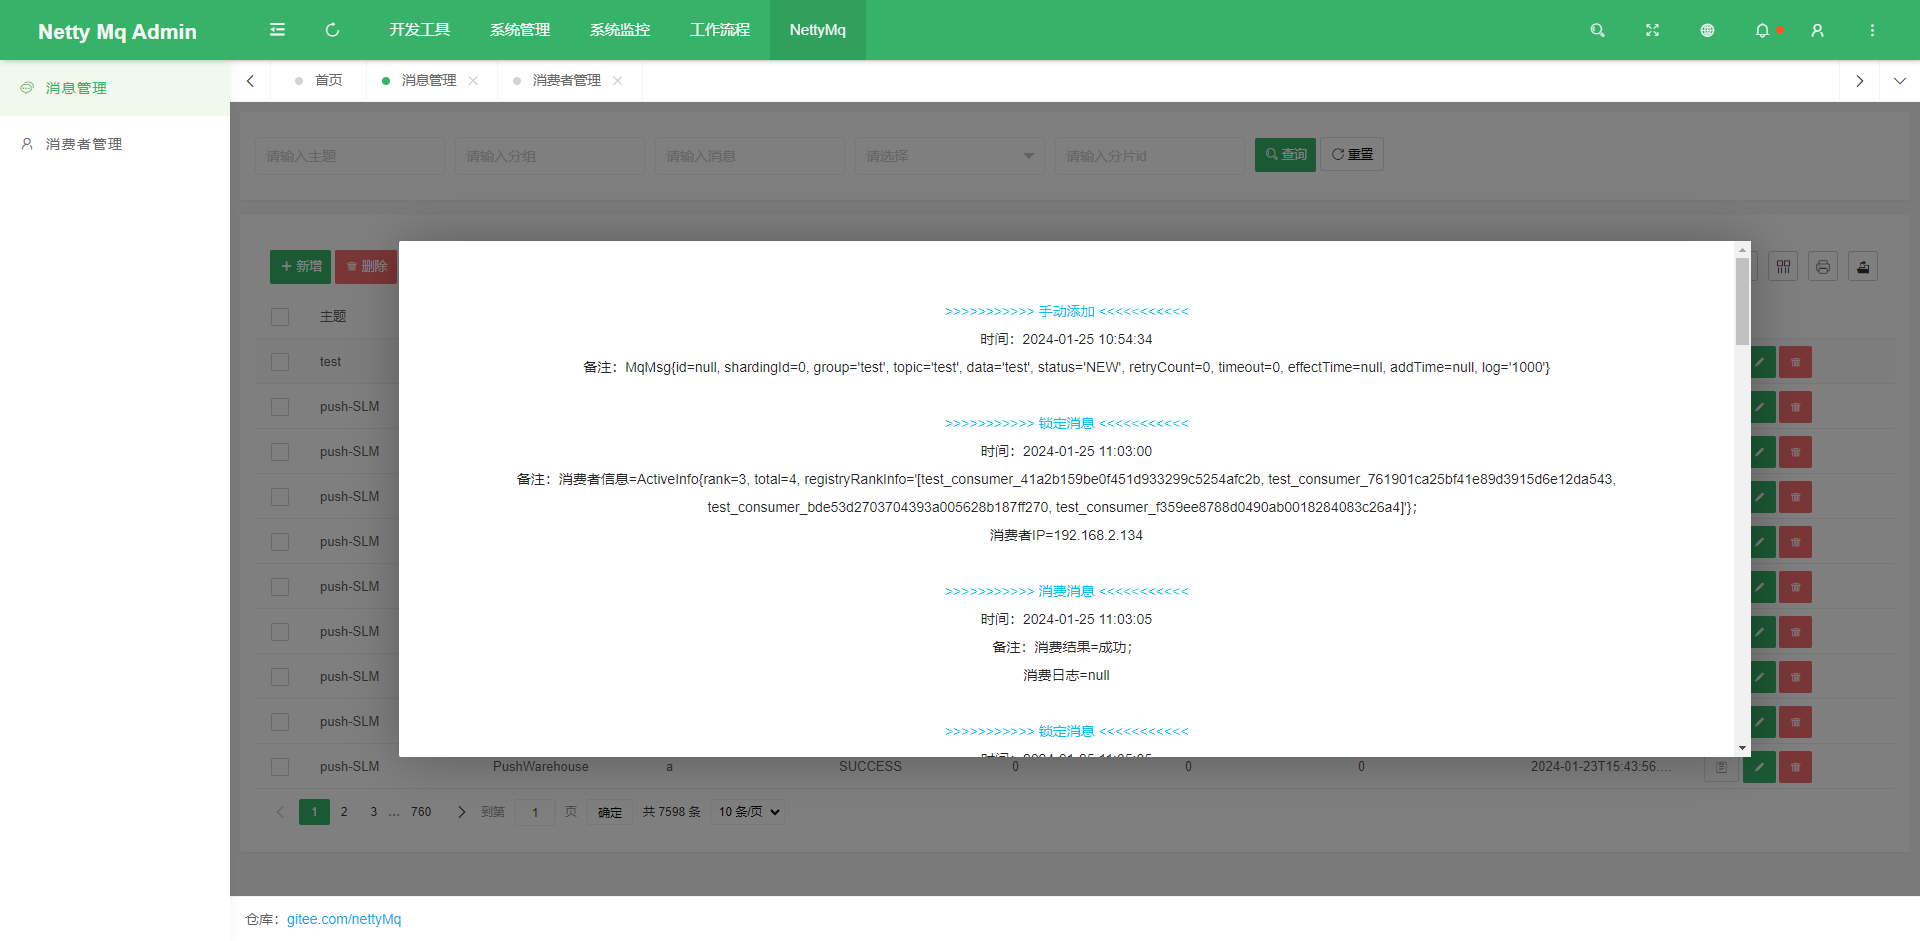 Netty Mq Admin
开发工具
系统管理
系统监控
工作流程
NettyMq
消息管理
消费者管理
首页
消息管理
消费者管理
请输入主题
请输入分组
请输入消息
请选择
请输入分片id
查询
重置
新增
删除
主题
test
push-SLM
push-SLM
push-SLM
push-SLM
push-SLM
push-SLM
push-SLM
push-SLM
>>>>>>>>>>> 手动添加 <<<<<<<<<<<
时间：2024-01-25 10:54:34
备注：MqMsg{id=null, shardingId=0, group='test', topic='test', data='test', status='NEW', retryCount=0, timeout=0, effectTime=null, addTime=null, log='1000'}
>>>>>>>>>>> 锁定消息 <<<<<<<<<<<
时间：2024-01-25 11:03:00
备注：消费者信息=ActiveInfo{rank=3, total=4, registryRankInfo='[test_consumer_41a2b159be0f451d933299c5254afc2b, test_consumer_761901ca25bf41e89d3915d6e12da543,
test_consumer_bde53d2703704393a005628b187ff270, test_consumer_f359ee8788d0490ab0018284083c26a4]'}；
消费者IP=192.168.2.134
>>>>>>>>>>> 消费消息 <<<<<<<<<<<
时间：2024-01-25 11:03:05
备注：消费结果=成功；
消费日志=null
>>>>>>>>>>> 锁定消息 <<<<<<<<<<<
push-SLM PushWarehouse a SUCCESS 0 0 0 2024-01-23T15:43:56....
1 2 3 … 760 到第 1 页 确定 共 7598 条 10 条/页
仓库：gitee.com/nettyMq